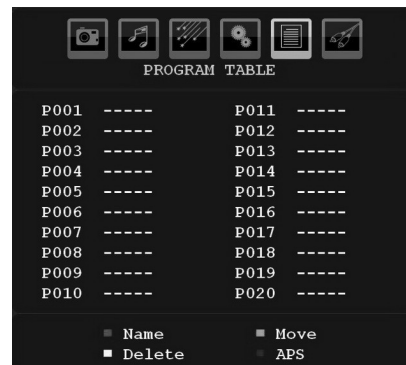 PROGRAM TABLE
P001 ----- P011 -----
P002 ----- P012 -----
P003 ----- P013 -----
P004 ----- P014 -----
P005 ----- P015 -----
P006 ----- P016 -----
P007 ----- P017 -----
P008 ----- P018 -----
P009 ----- P019 -----
P010 ----- P020 -----
Name Move
Delete APS